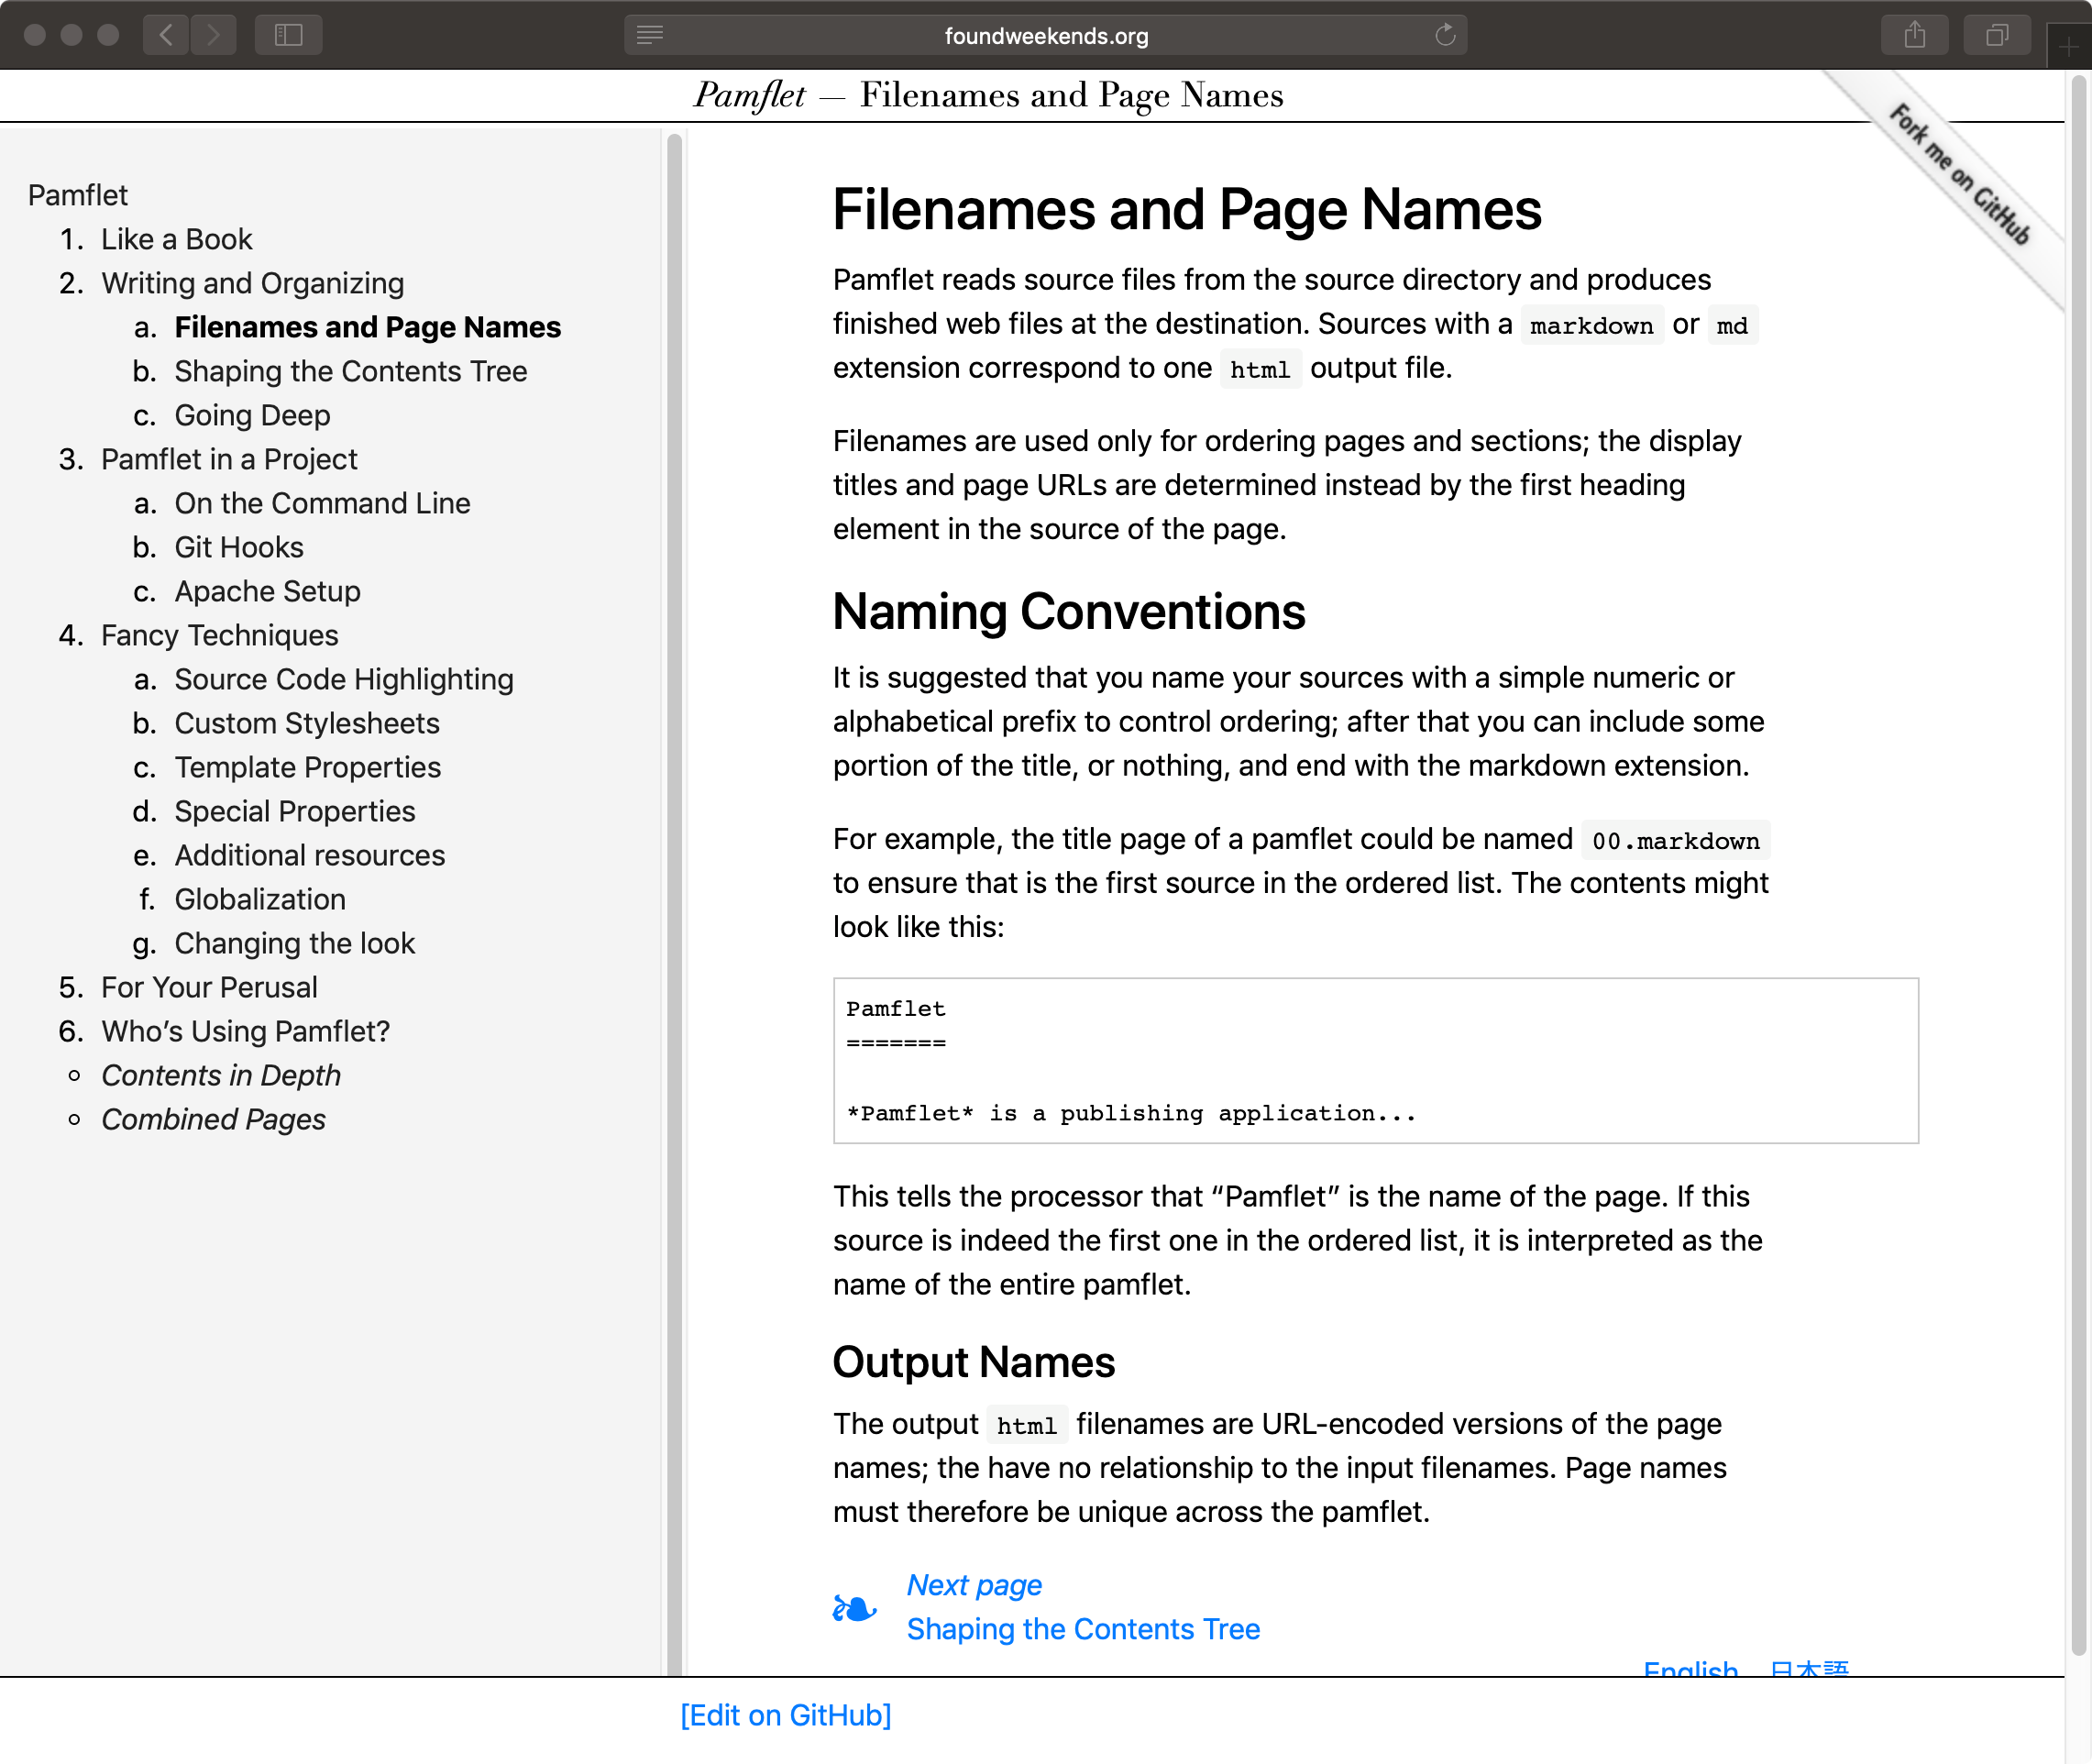 foundweekends.org
Pamflet — Filenames and Page Names
Fork me on GitHub
Pamflet
1. Like a Book
2. Writing and Organizing
a. Filenames and Page Names
b. Shaping the Contents Tree
c. Going Deep
3. Pamflet in a Project
a. On the Command Line
b. Git Hooks
c. Apache Setup
4. Fancy Techniques
a. Source Code Highlighting
b. Custom Stylesheets
c. Template Properties
d. Special Properties
e. Additional resources
f. Globalization
g. Changing the look
5. For Your Perusal
6. Who’s Using Pamflet?
Contents in Depth
Combined Pages
Filenames and Page Names
Pamflet reads source files from the source directory and produces
finished web files at the destination. Sources with a markdown or md
extension correspond to one html output file.
Filenames are used only for ordering pages and sections; the display
titles and page URLs are determined instead by the first heading
element in the source of the page.
Naming Conventions
It is suggested that you name your sources with a simple numeric or
alphabetical prefix to control ordering; after that you can include some
portion of the title, or nothing, and end with the markdown extension.
For example, the title page of a pamflet could be named 00.markdown
to ensure that is the first source in the ordered list. The contents might
look like this:
Pamflet
=======
*Pamflet* is a publishing application...
This tells the processor that “Pamflet” is the name of the page. If this
source is indeed the first one in the ordered list, it is interpreted as the
name of the entire pamflet.
Output Names
The output html filenames are URL-encoded versions of the page
names; the have no relationship to the input filenames. Page names
must therefore be unique across the pamflet.
❧ Next page
Shaping the Contents Tree
English 日本語
[Edit on GitHub]